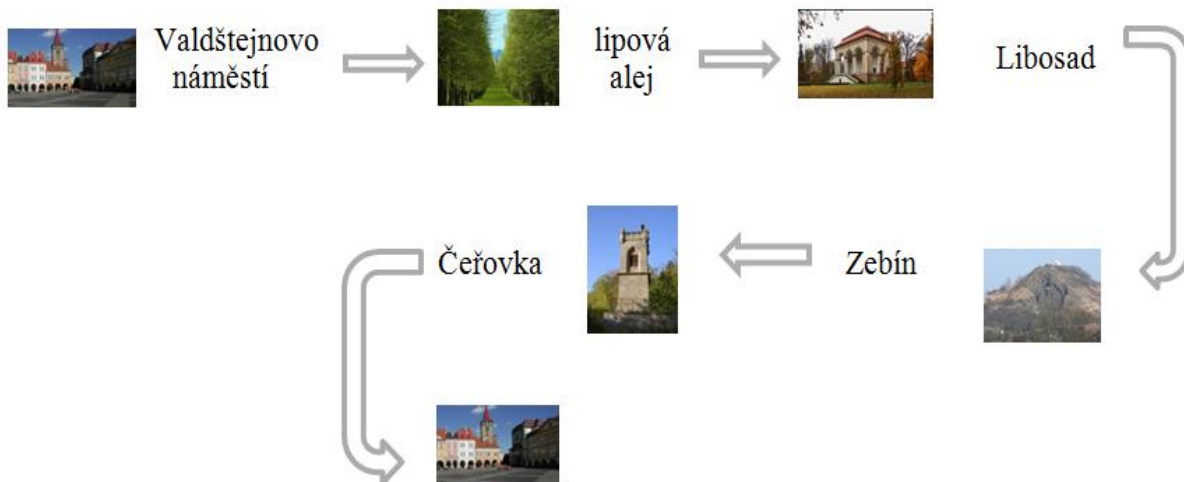 Valdštejnovo
náměstí
lipová
alej
Libosad
Zebín
Čeřovka